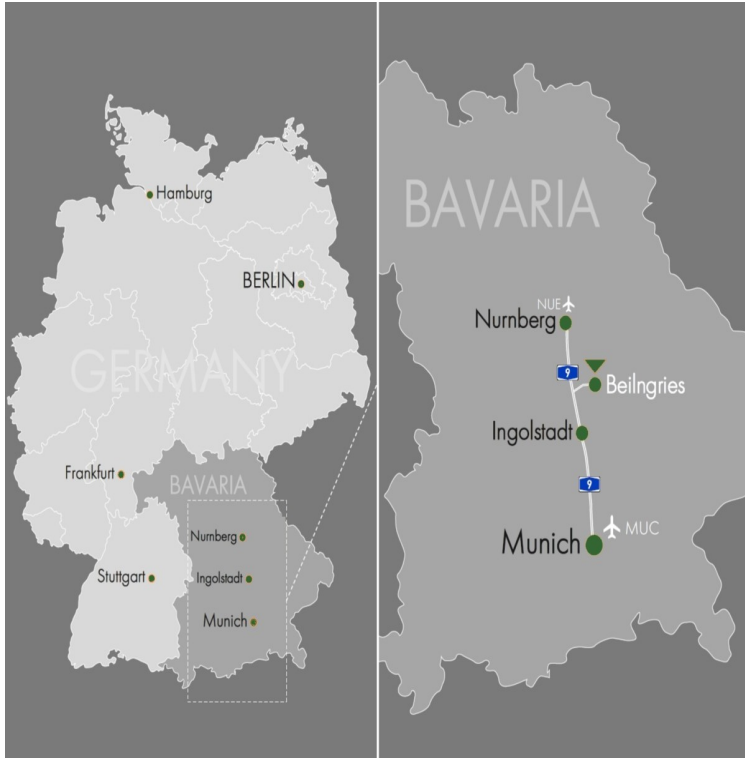 Hamburg
BERLIN
GERMANY
Frankfurt
BAVARIA
Nurnberg
Stuttgart
Ingolstadt
Munich
BAVARIA
NUE
Nurnberg
9
Beilngries
Ingolstadt
9
MUC
Munich